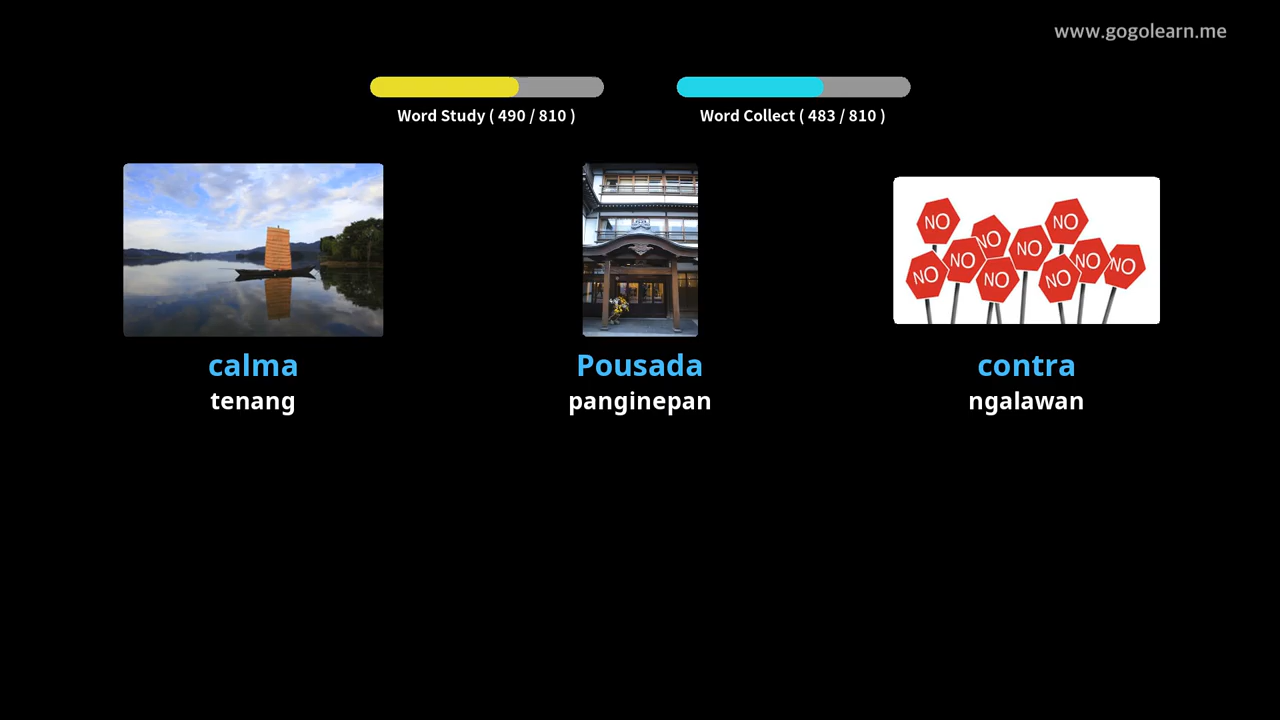 www.gogolearn.me
Word Study ( 490 / 810 )
Word Collect ( 483 / 810 )
NO
NO
NO
NO
NO
NO
NO
NO
NO
NO
calma
tenang
Pousada
panginepan
contra
ngalawan